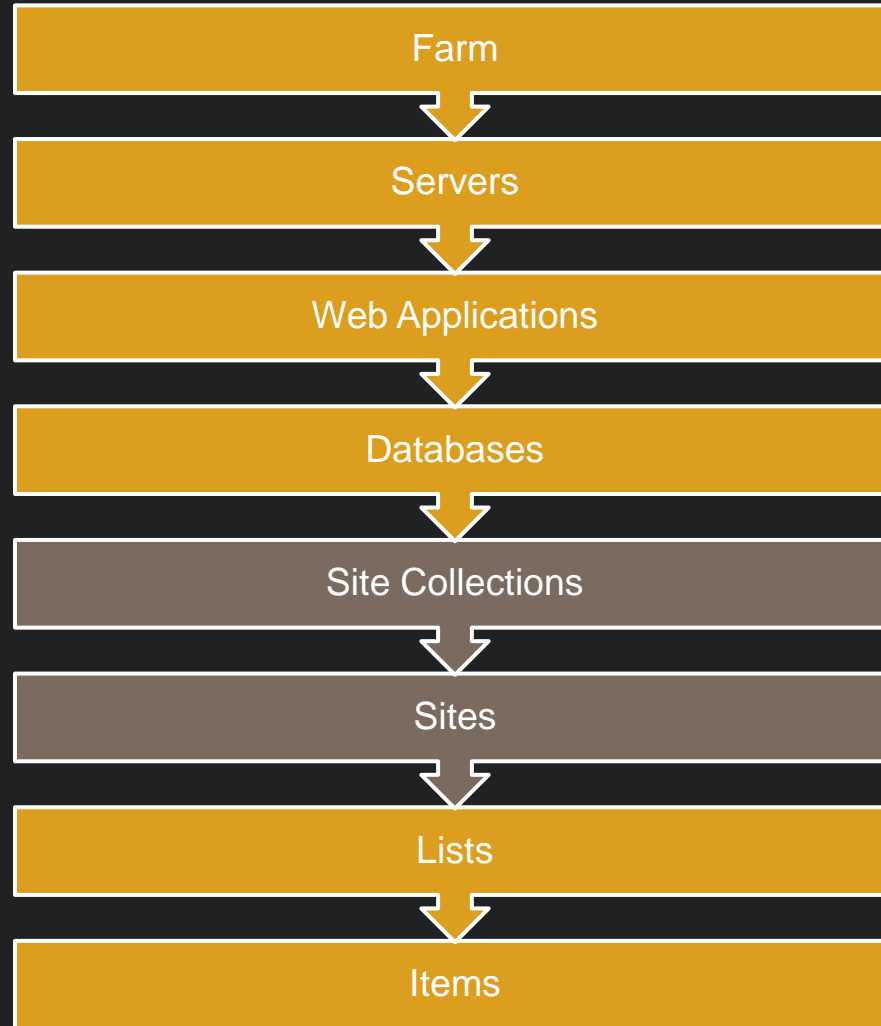 Farm
Servers
Web Applications
Databases
Site Collections
Sites
Lists
Items